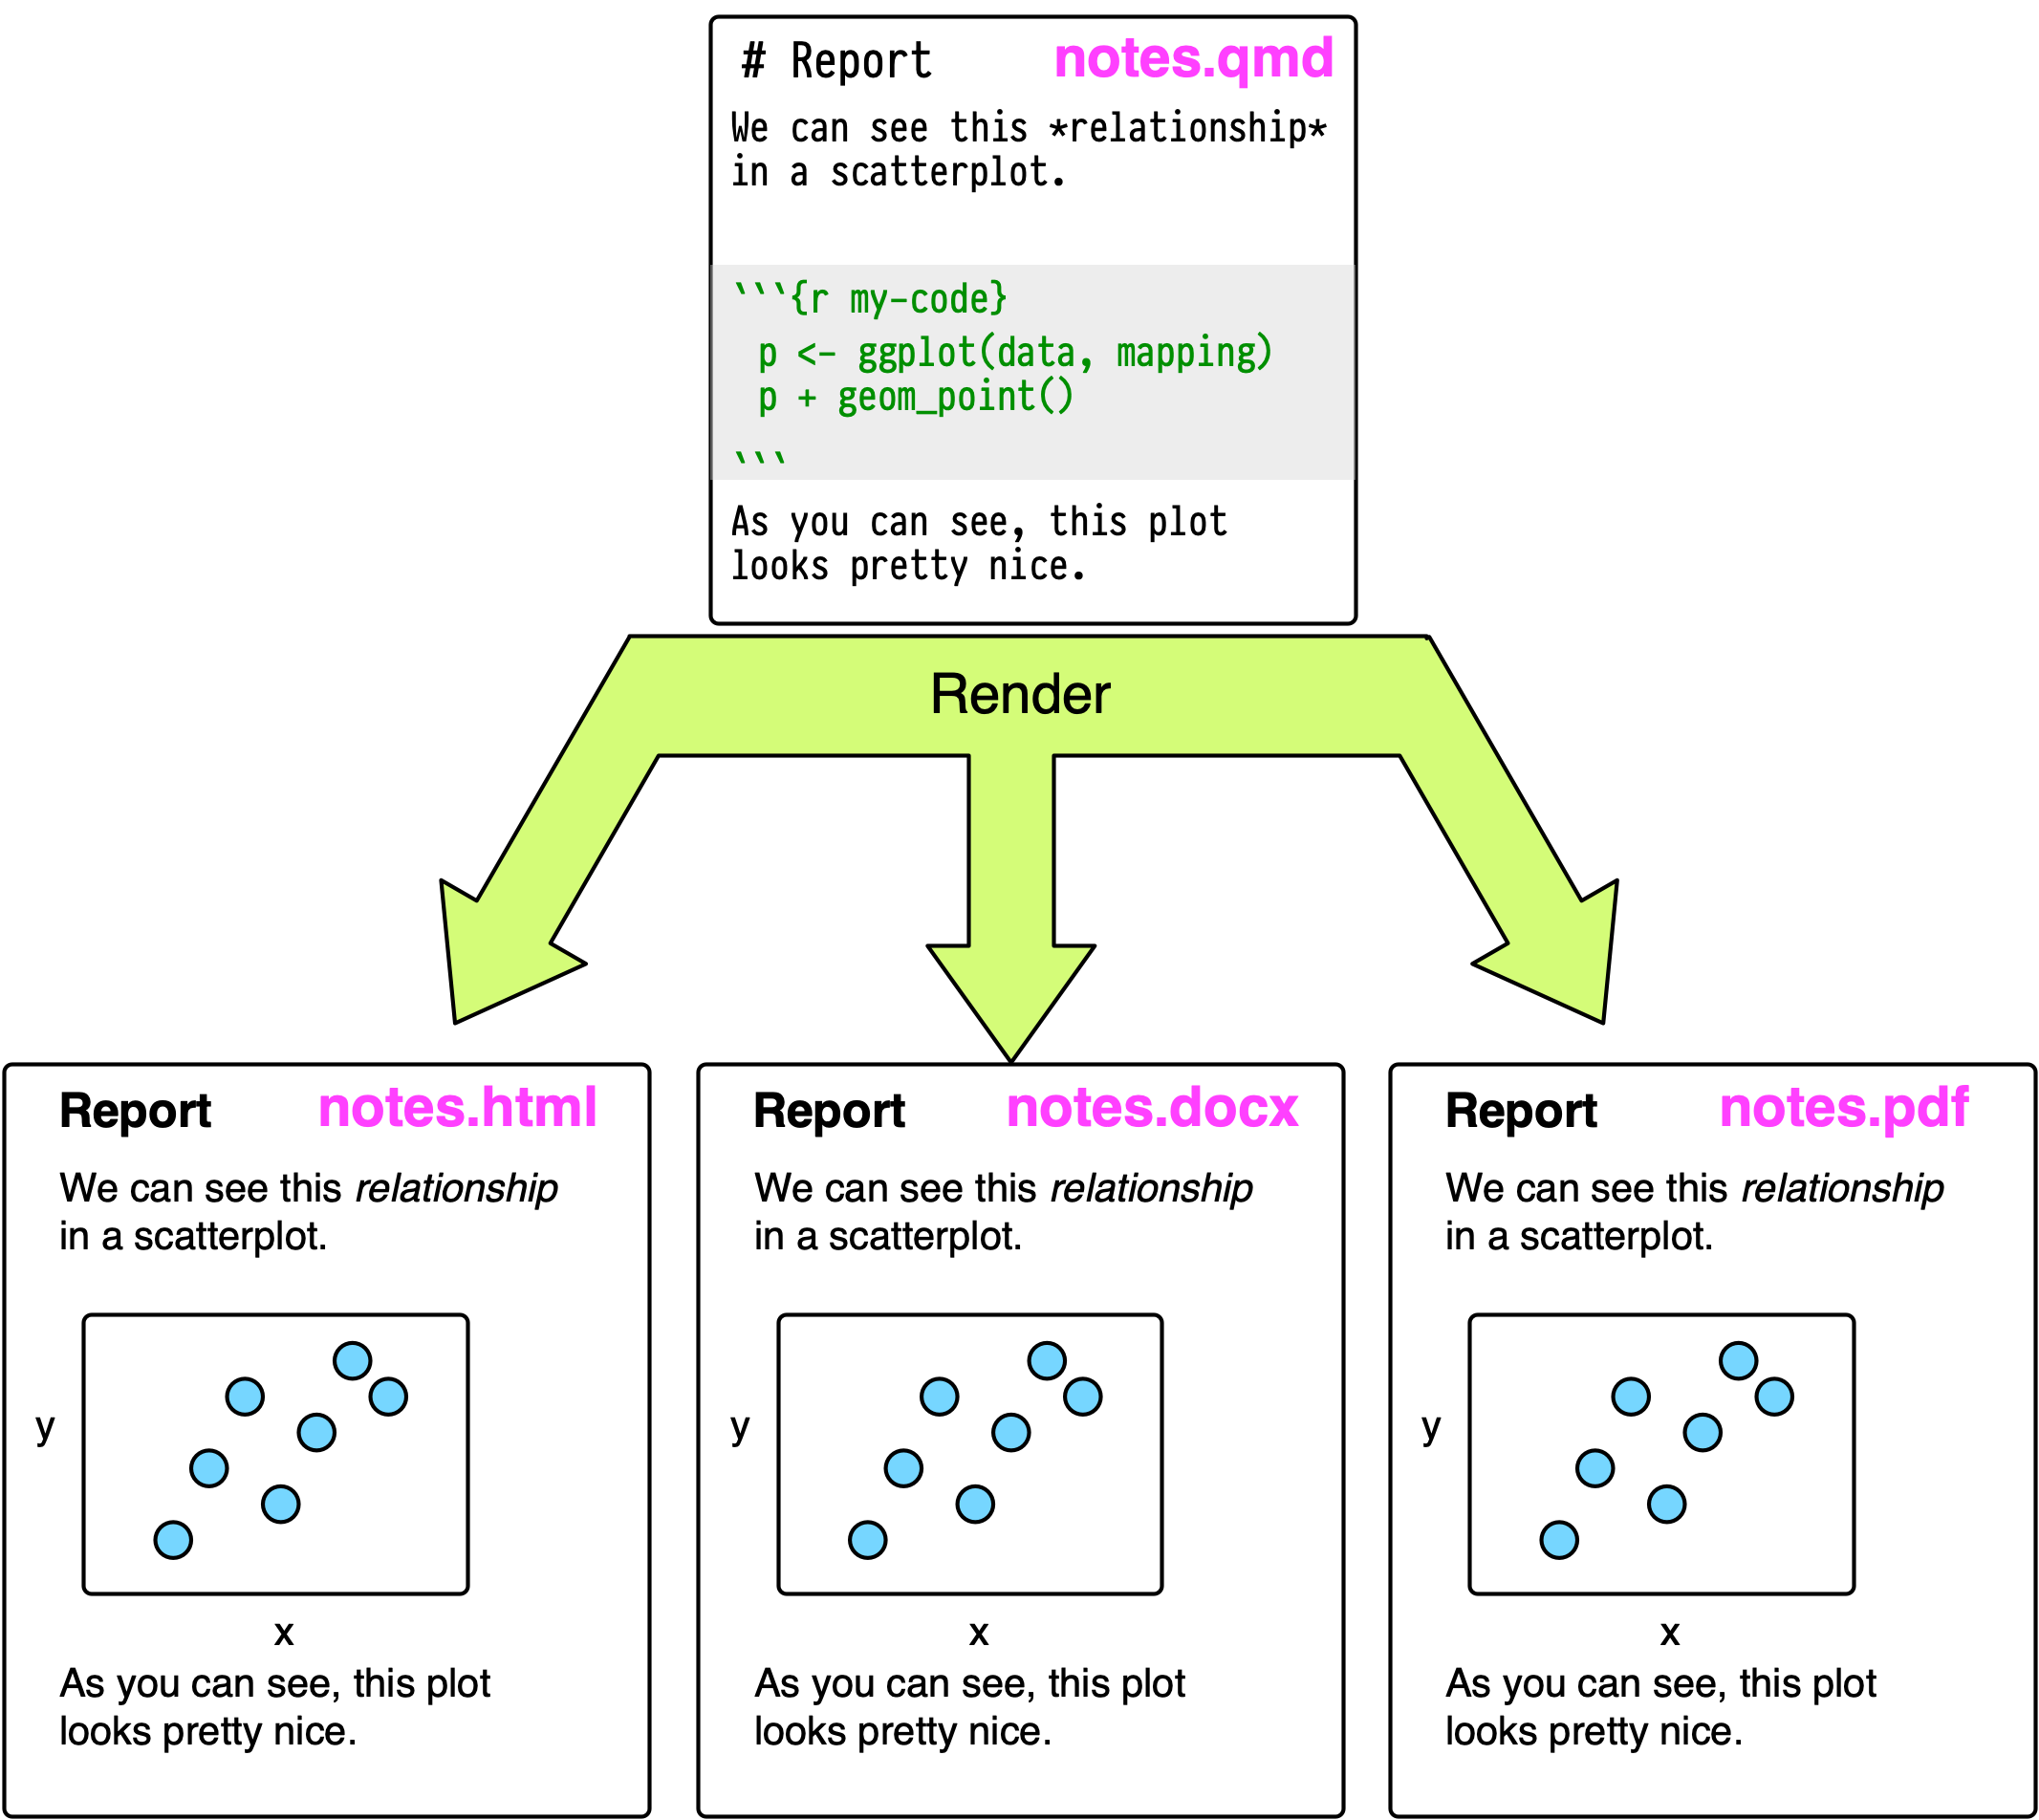 # Report notes.qmd
We can see this *relationship*
in a scatterplot.
```{r my-code}
p <- ggplot(data, mapping)
p + geom_point()
```
As you can see, this plot
looks pretty nice.
Render
Report notes.html
We can see this relationship
in a scatterplot.
y
x
As you can see, this plot
looks pretty nice.
Report notes.docx
We can see this relationship
in a scatterplot.
y
x
As you can see, this plot
looks pretty nice.
Report notes.pdf
We can see this relationship
in a scatterplot.
y
x
As you can see, this plot
looks pretty nice.